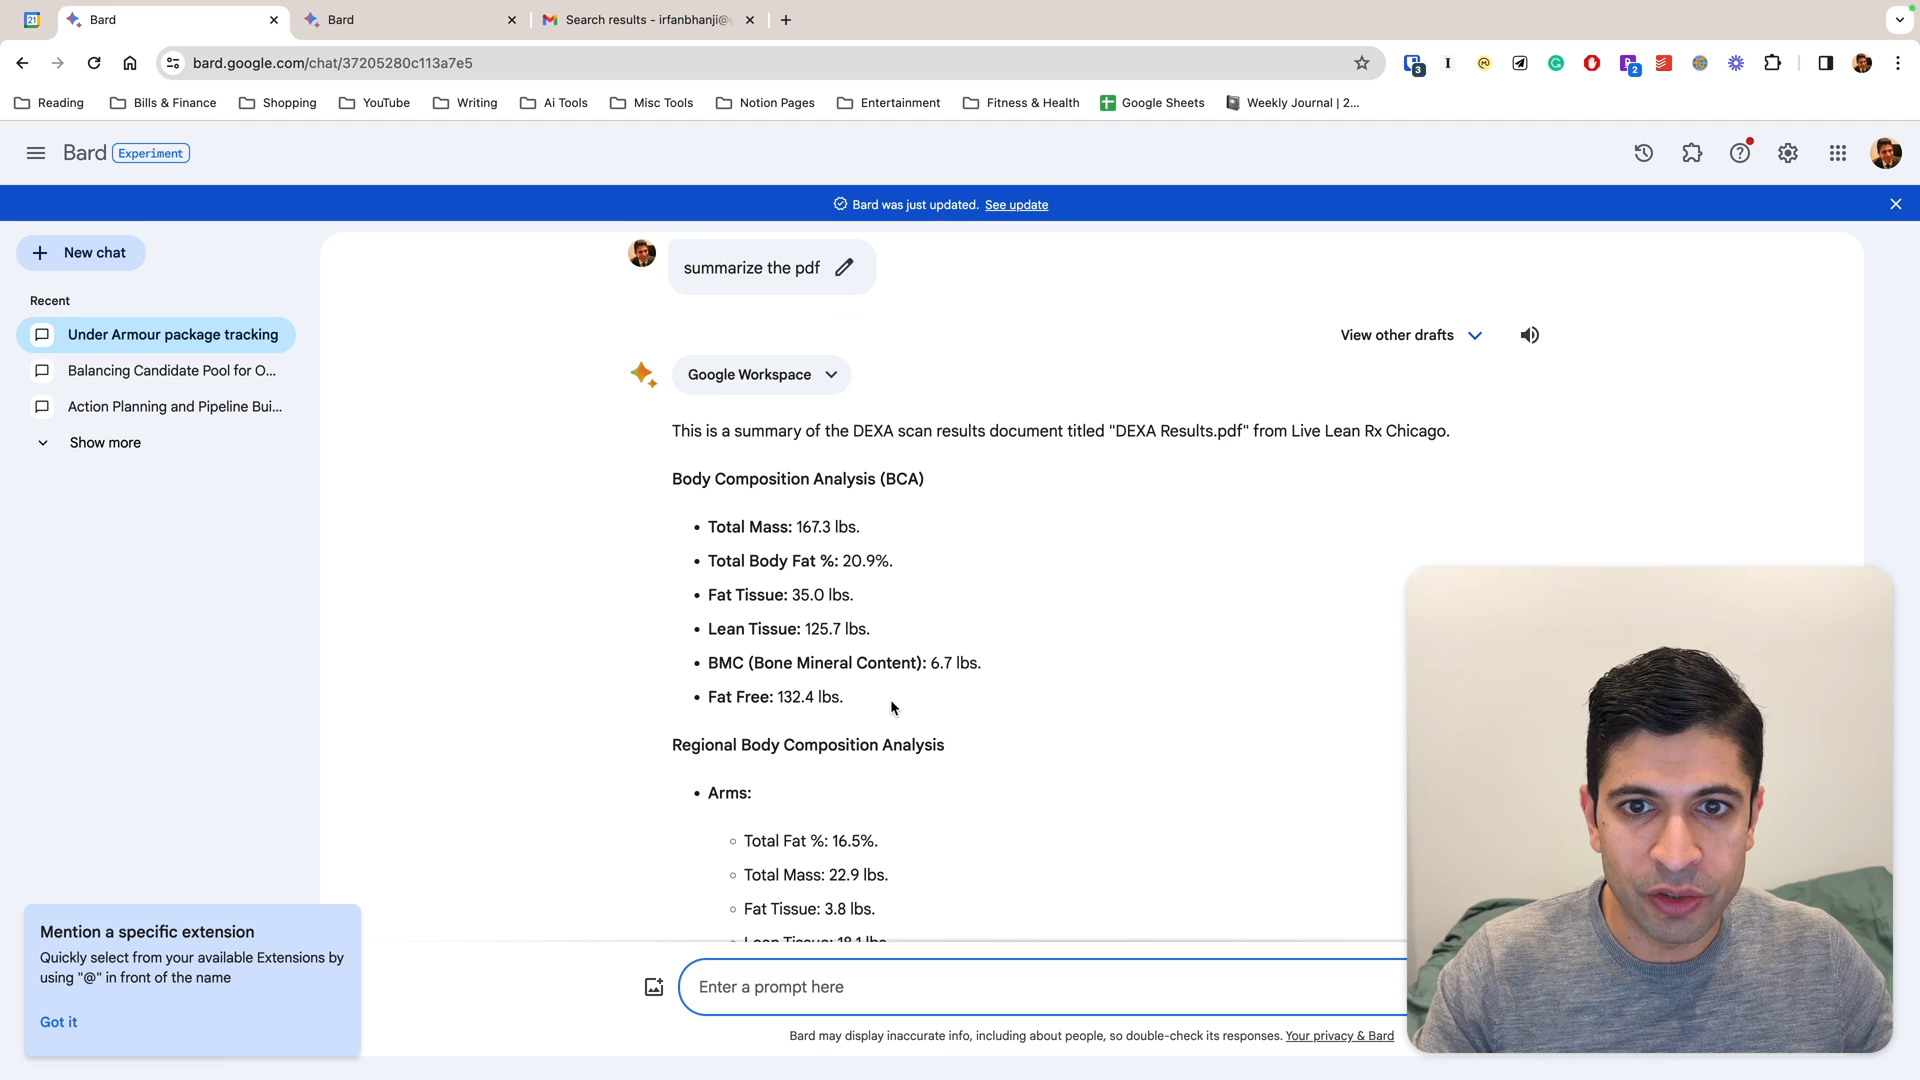 21
Bard
Bard
Search results - irfanbhanji@
bard.google.com/chat/37205280c113a7e5
3
2
Reading
Bills & Finance
Shopping
YouTube
Writing
Ai Tools
Misc Tools
Notion Pages
Entertainment
Fitness & Health
Google Sheets
Weekly Journal | 2...
Bard
Experiment
Bard was just updated. See update
New chat
Recent
Under Armour package tracking
Balancing Candidate Pool for O...
Action Planning and Pipeline Bui...
Show more
summarize the pdf
View other drafts
Google Workspace
This is a summary of the DEXA scan results document titled "DEXA Results.pdf" from Live Lean Rx Chicago.
Body Composition Analysis (BCA)
• Total Mass: 167.3 lbs.
• Total Body Fat %: 20.9%.
• Fat Tissue: 35.0 lbs.
• Lean Tissue: 125.7 lbs.
• BMC (Bone Mineral Content): 6.7 lbs.
• Fat Free: 132.4 lbs.
Regional Body Composition Analysis
• Arms:
○ Total Fat %: 16.5%.
○ Total Mass: 22.9 lbs.
○ Fat Tissue: 3.8 lbs.
○ Lean Tissue: 18.1 lbs.
Mention a specific extension
Quickly select from your available Extensions by
using "@" in front of the name
Got it
Enter a prompt here
Bard may display inaccurate info, including about people, so double-check its responses. Your privacy & Bard